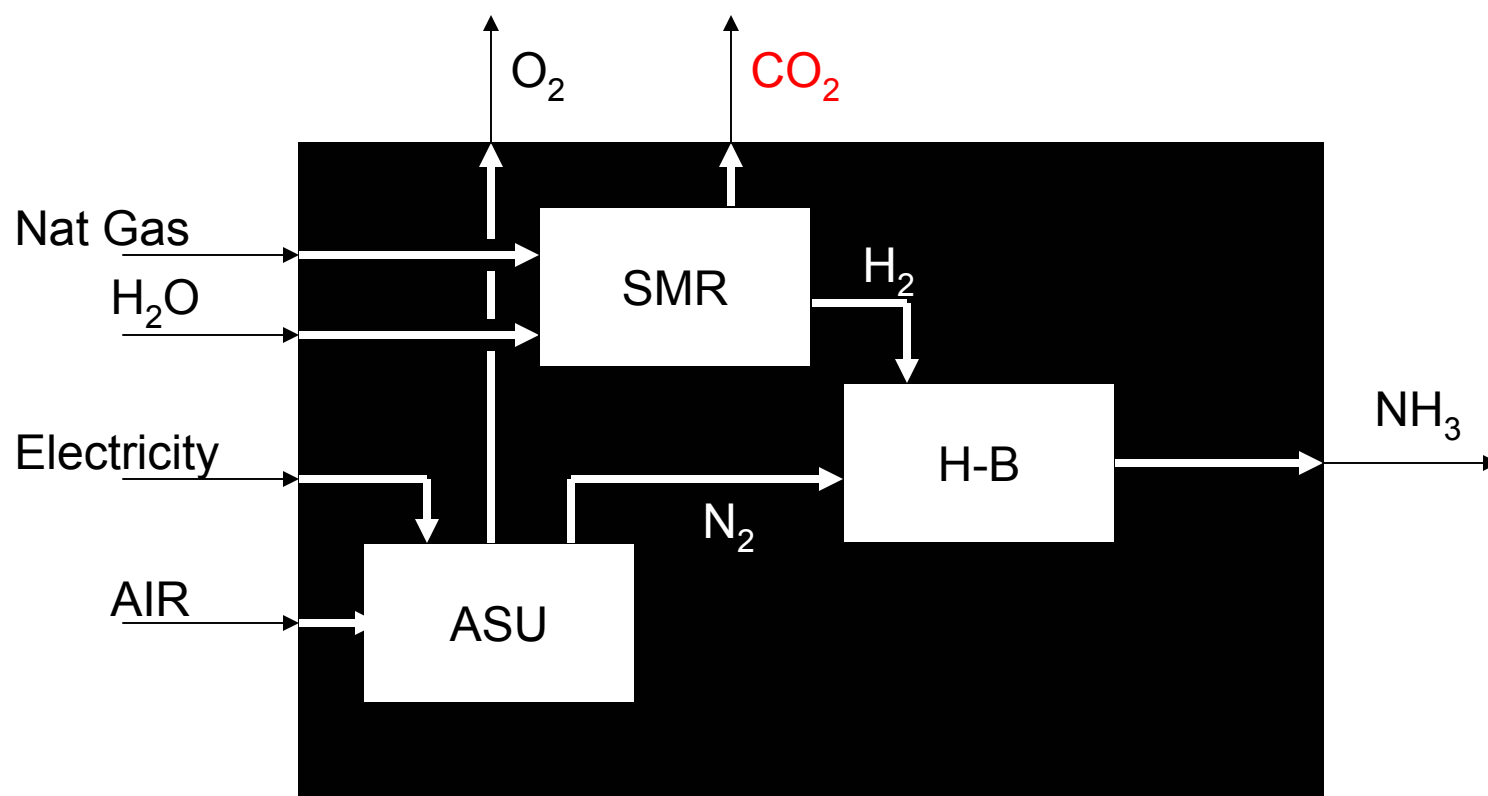 O₂
CO₂
Nat Gas
H₂O
SMR
H₂
Electricity
H-B
NH₃
N₂
AIR
ASU